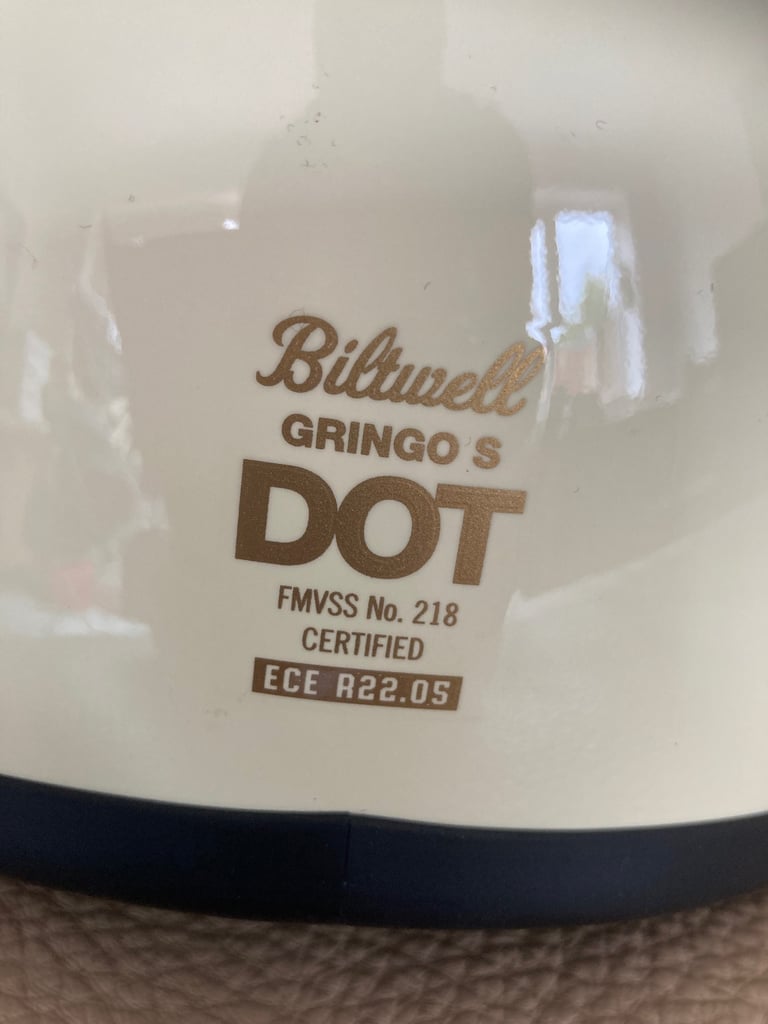 Biltwell
GRINGO S
DOT
FMVSS No. 218
CERTIFIED
ECE R22.05